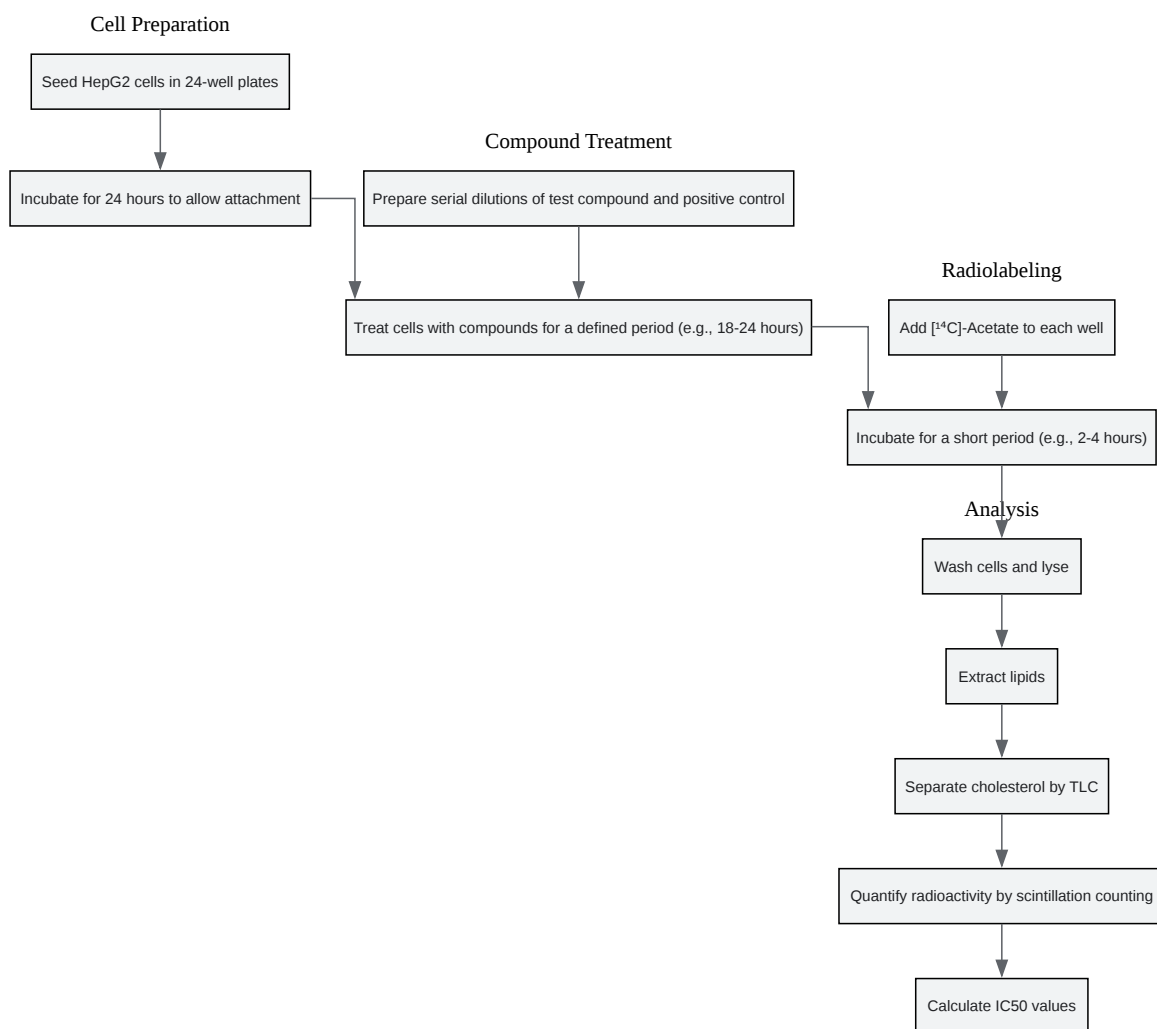 Cell Preparation
Seed HepG2 cells in 24-well plates
Incubate for 24 hours to allow attachment
Compound Treatment
Prepare serial dilutions of test compound and positive control
Treat cells with compounds for a defined period (e.g., 18-24 hours)
Radiolabeling
Add [¹⁴C]-Acetate to each well
Incubate for a short period (e.g., 2-4 hours)
Analysis
Wash cells and lyse
Extract lipids
Separate cholesterol by TLC
Quantify radioactivity by scintillation counting
Calculate IC50 values